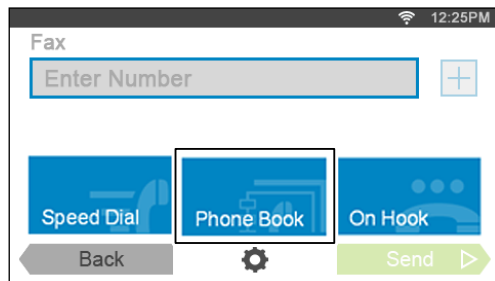 12:25PM
Fax
Enter Number
Speed Dial
Phone Book
On Hook
Back
Send